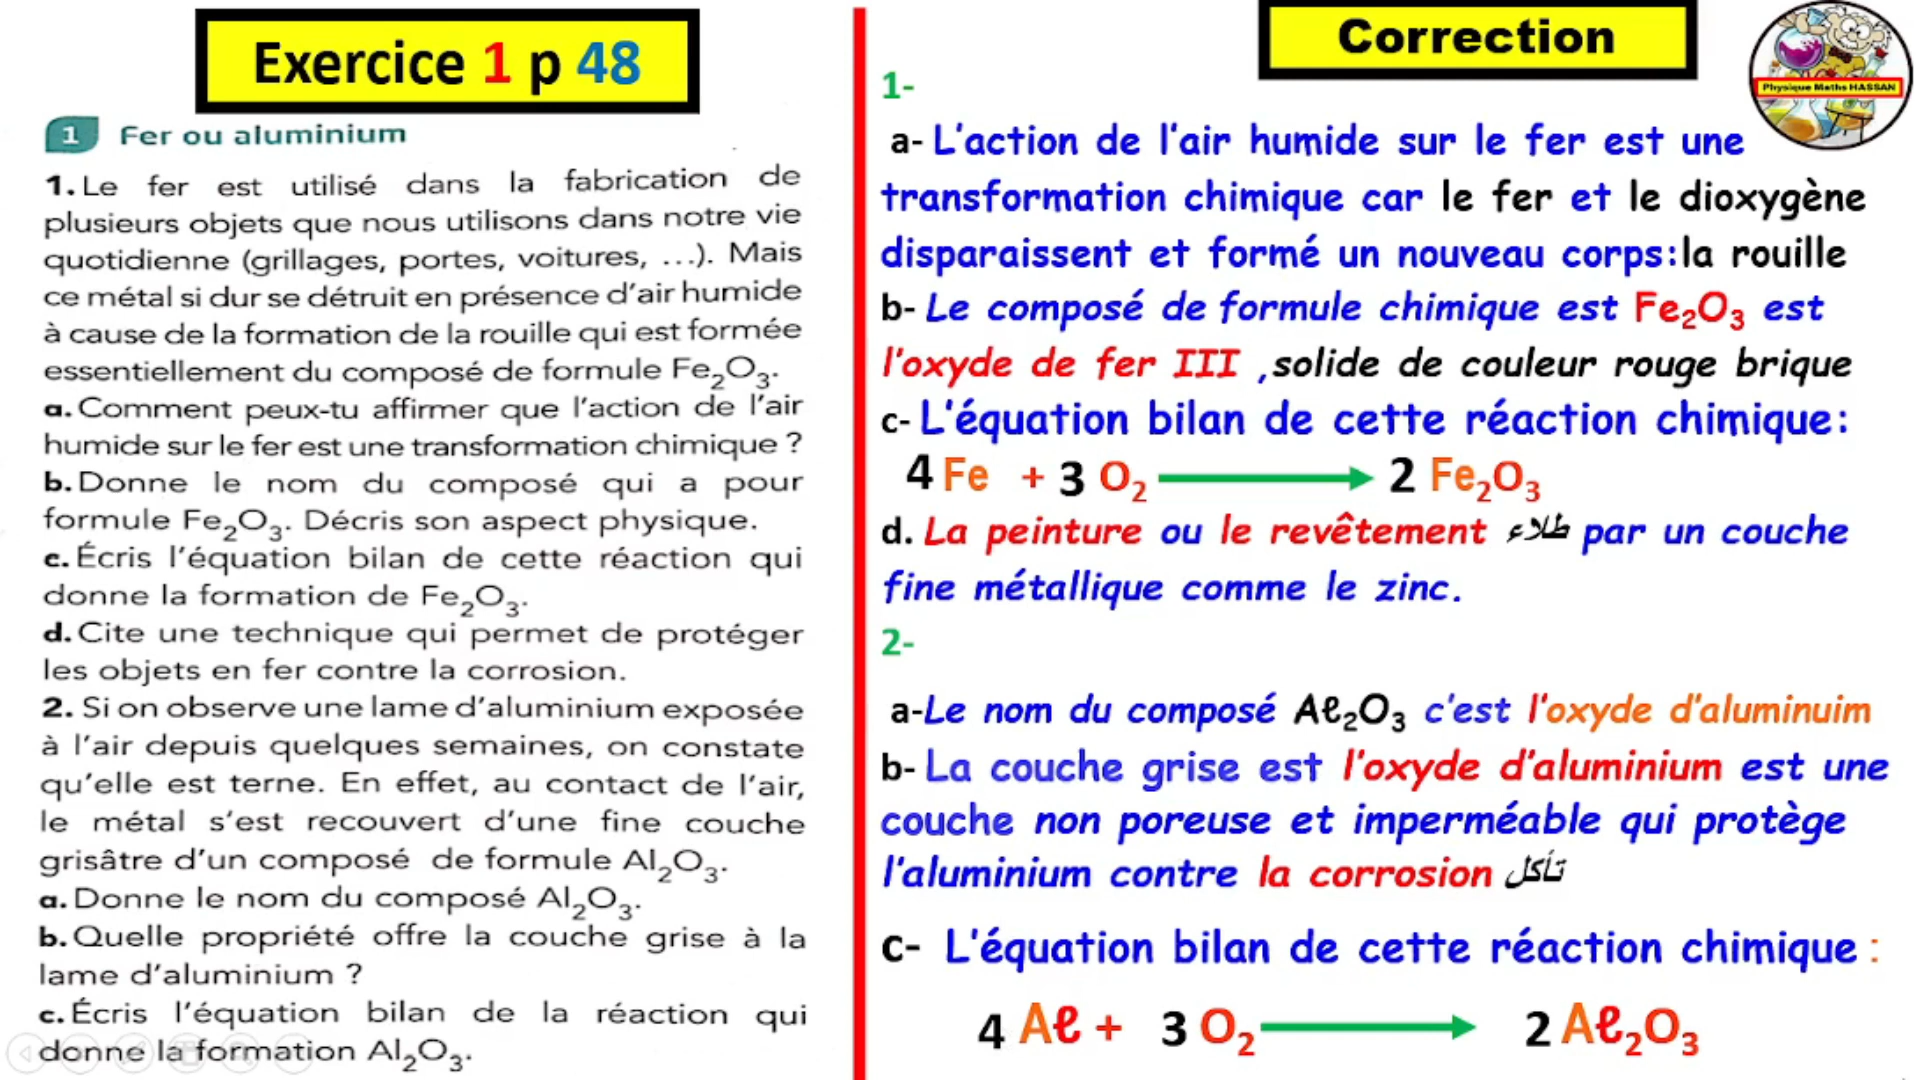 Exercice 1 p 48
1 Fer ou aluminium
1. Le fer est utilisé dans la fabrication de
plusieurs objets que nous utilisons dans notre vie
quotidienne (grillages, portes, voitures, ...). Mais
ce métal si dur se détruit en présence d'air humide
à cause de la formation de la rouille qui est formée
essentiellement du composé de formule Fe₂O₃.
a. Comment peux-tu affirmer que l'action de l'air
humide sur le fer est une transformation chimique ?
b. Donne le nom du composé qui a pour
formule Fe₂O₃. Décris son aspect physique.
c. Écris l'équation bilan de cette réaction qui
donne la formation de Fe₂O₃.
d. Cite une technique qui permet de protéger
les objets en fer contre la corrosion.
2. Si on observe une lame d'aluminium exposée
à l'air depuis quelques semaines, on constate
qu'elle est terne. En effet, au contact de l'air,
le métal s'est recouvert d'une fine couche
grisâtre d'un composé de formule Al₂O₃.
a. Donne le nom du composé Al₂O₃.
b. Quelle propriété offre la couche grise à la
lame d'aluminium ?
c. Écris l'équation bilan de la réaction qui
donne la formation Al₂O₃.
Correction
Physique Maths HASSAN
1-
a- L'action de l'air humide sur le fer est une
transformation chimique car le fer et le dioxygène
disparaissent et formé un nouveau corps:la rouille
b- Le composé de formule chimique est Fe₂O₃ est
l'oxyde de fer III ,solide de couleur rouge brique
c- L'équation bilan de cette réaction chimique:
4 Fe + 3 O₂ → 2 Fe₂O₃
d. La peinture ou le revêtement طلاء par un couche
fine métallique comme le zinc.
2-
a-Le nom du composé Aℓ₂O₃ c'est l'oxyde d'aluminuim
b- La couche grise est l'oxyde d'aluminium est une
couche non poreuse et imperméable qui protège
l'aluminium contre la corrosion تأكل
c- L'équation bilan de cette réaction chimique :
4 Aℓ + 3 O₂ → 2 Aℓ₂O₃